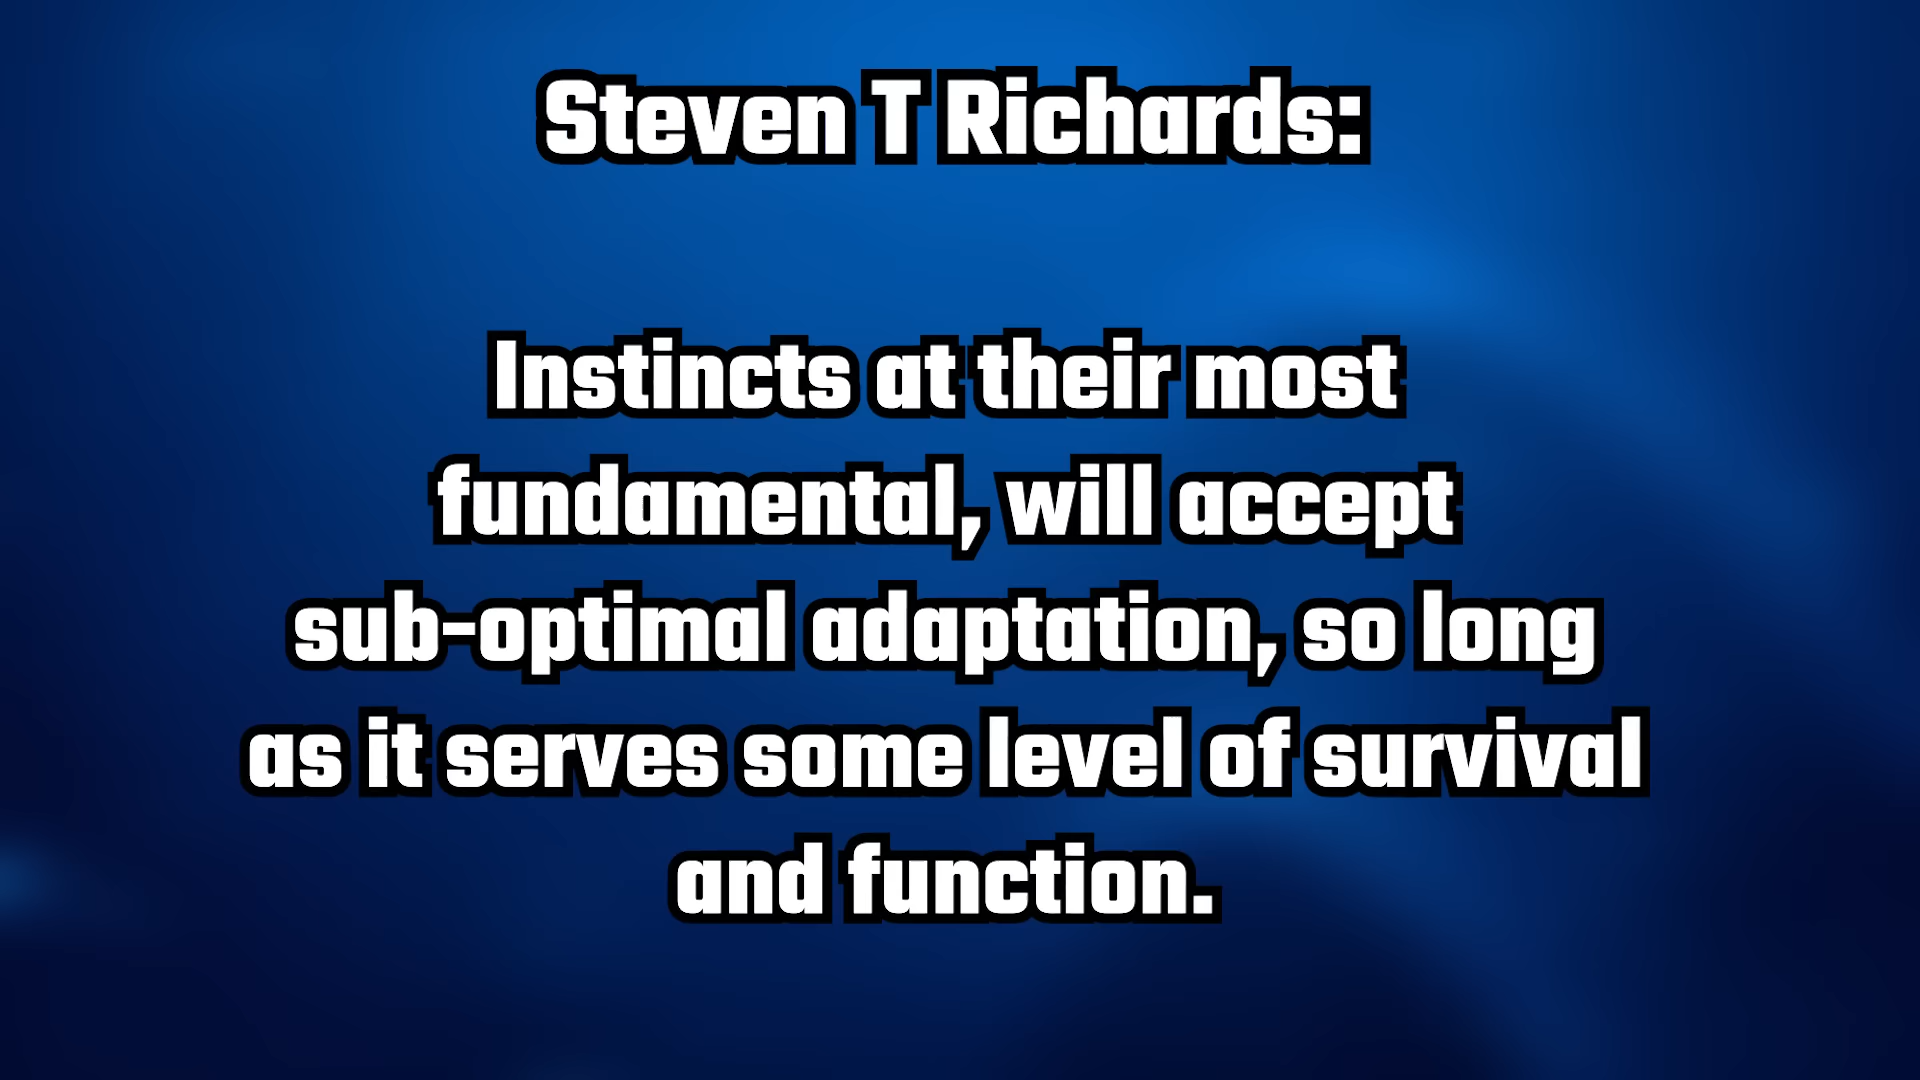 Steven T Richards:
Instincts at their most
fundamental, will accept
sub-optimal adaptation, so long
as it serves some level of survival
and function.